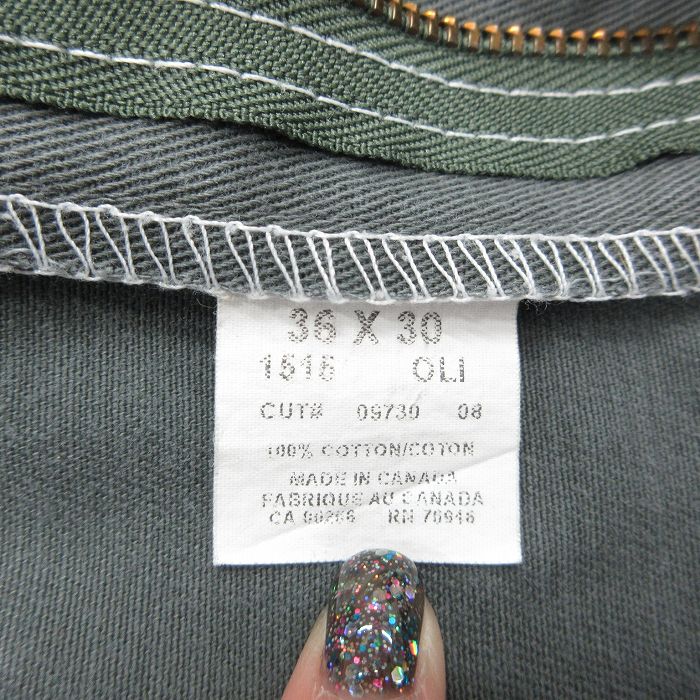 36 X 30
1515 OLI
CUT# 09730 08
100% COTTON/COTON
MADE IN CANADA
FABRIQUE AU CANADA
CA 00266 RN 75946